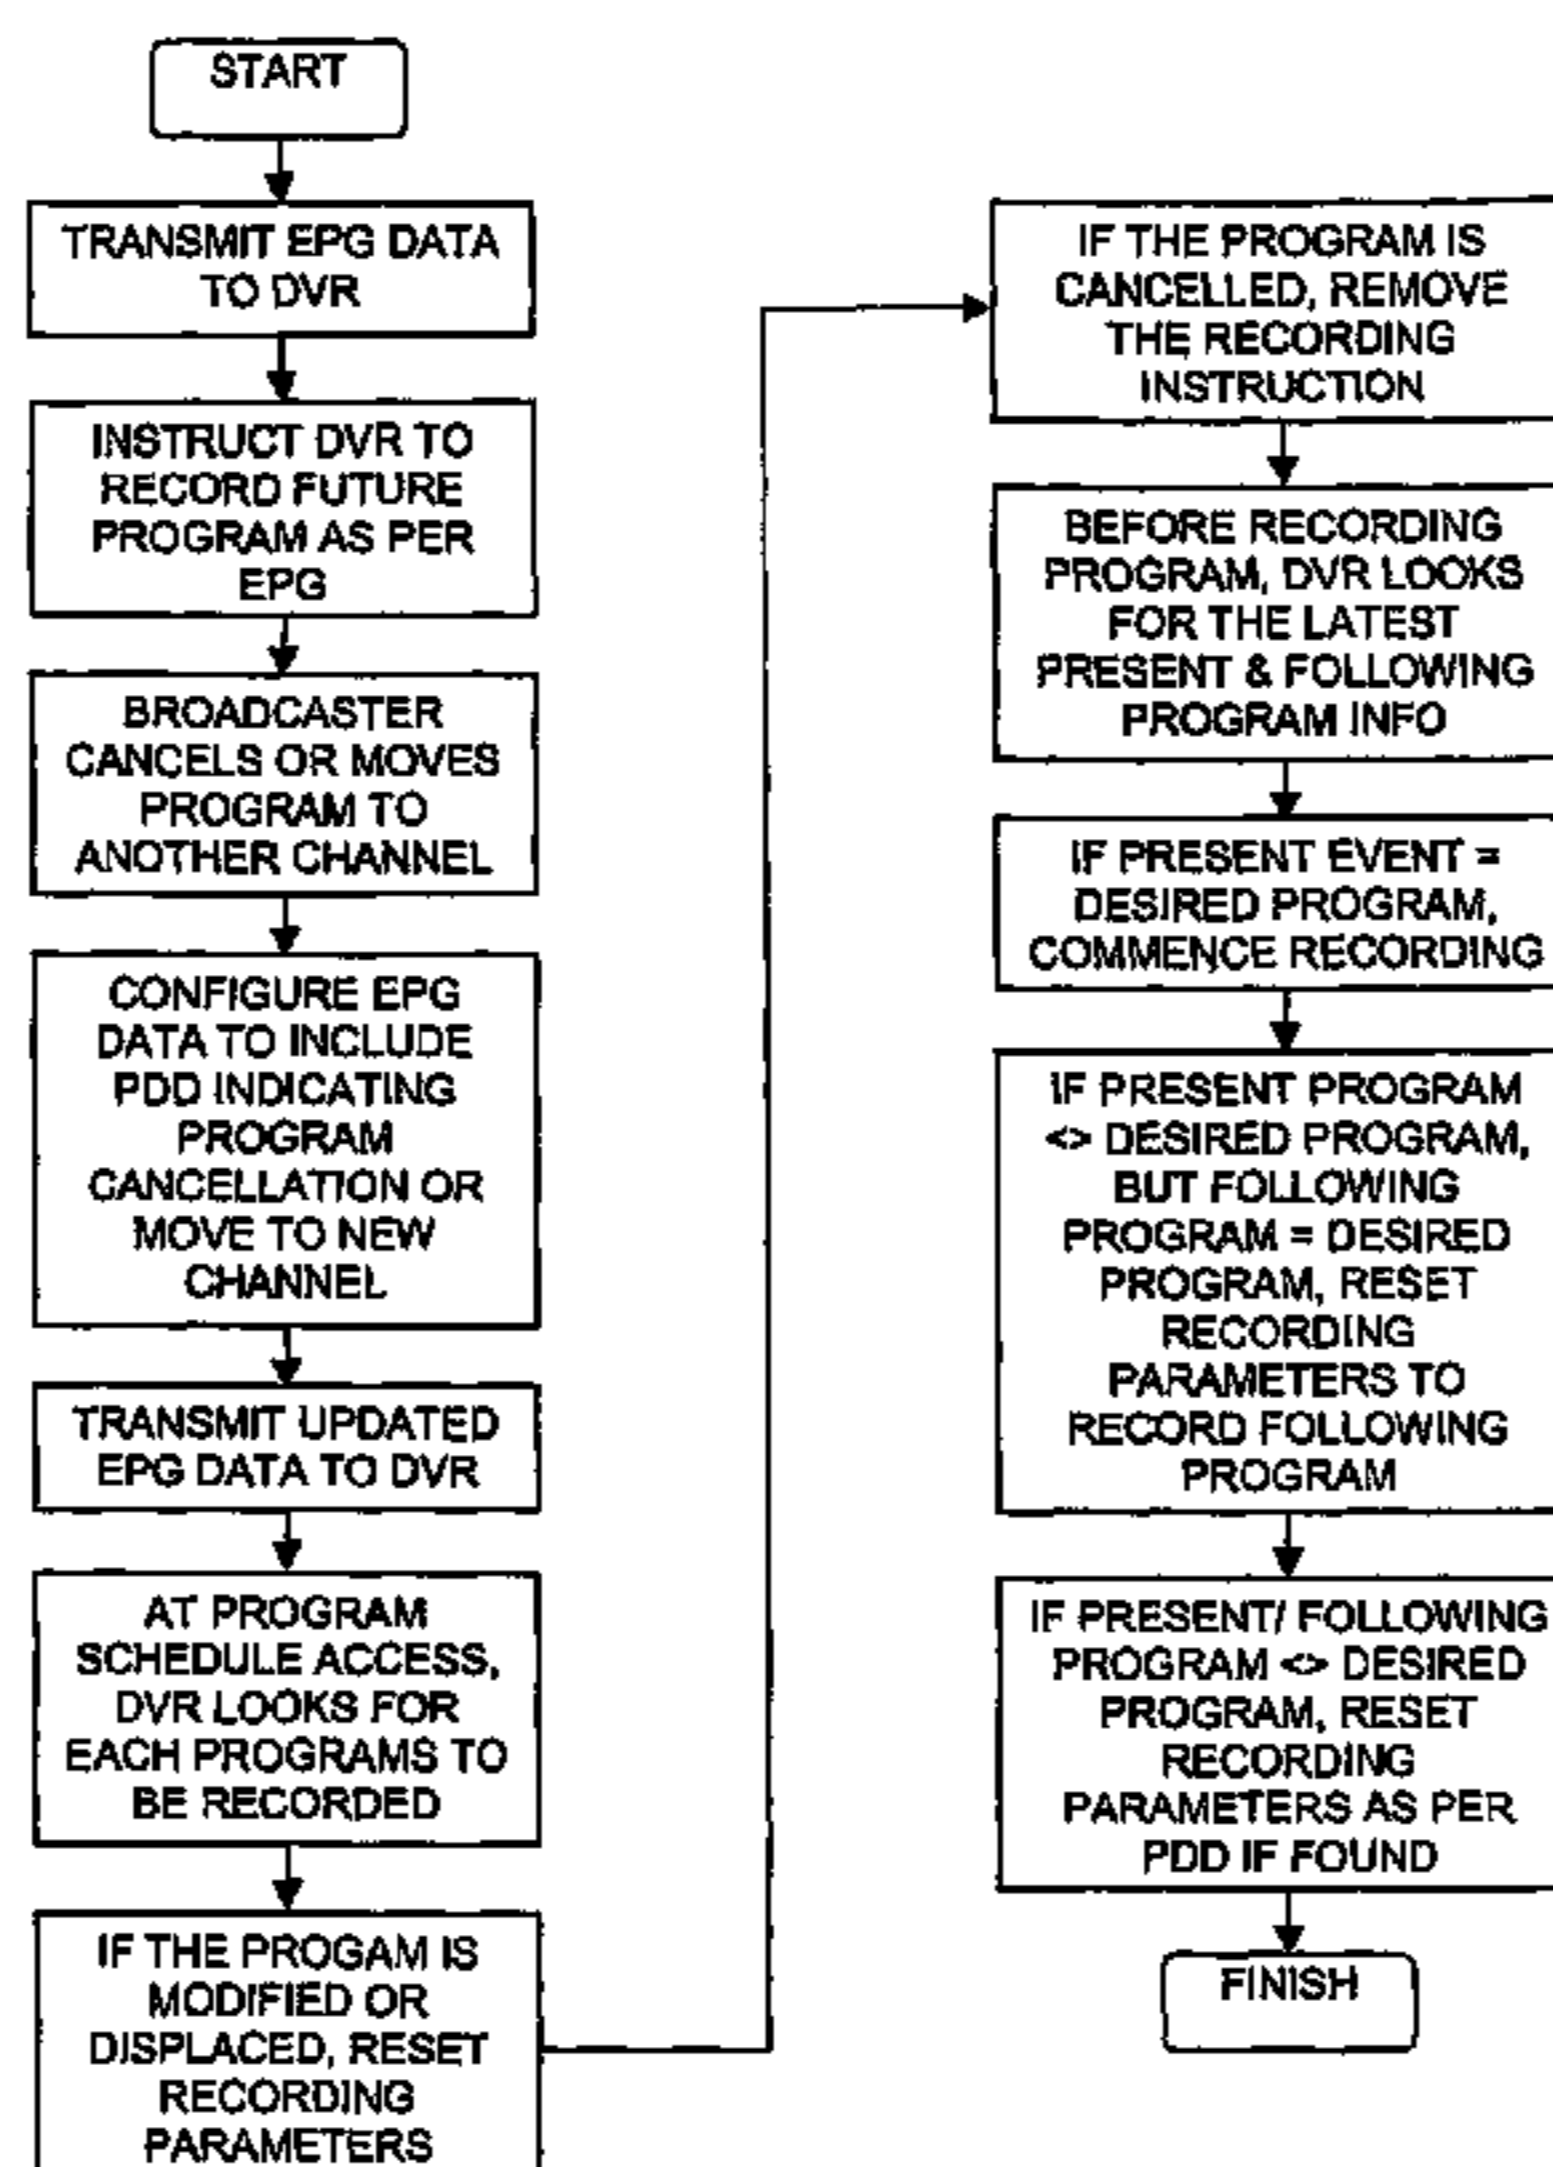 START
TRANSMIT EPG DATA
TO DVR
INSTRUCT DVR TO
RECORD FUTURE
PROGRAM AS PER
EPG
BROADCASTER
CANCELS OR MOVES
PROGRAM TO
ANOTHER CHANNEL
CONFIGURE EPG
DATA TO INCLUDE
PDD INDICATING
PROGRAM
CANCELLATION OR
MOVE TO NEW
CHANNEL
TRANSMIT UPDATED
EPG DATA TO DVR
AT PROGRAM
SCHEDULE ACCESS,
DVR LOOKS FOR
EACH PROGRAMS TO
BE RECORDED
IF THE PROGAM IS
MODIFIED OR
DISPLACED, RESET
RECORDING
PARAMETERS
IF THE PROGRAM IS
CANCELLED, REMOVE
THE RECORDING
INSTRUCTION
BEFORE RECORDING
PROGRAM, DVR LOOKS
FOR THE LATEST
PRESENT & FOLLOWING
PROGRAM INFO
IF PRESENT EVENT =
DESIRED PROGRAM,
COMMENCE RECORDING
IF PRESENT PROGRAM
<> DESIRED PROGRAM,
BUT FOLLOWING
PROGRAM = DESIRED
PROGRAM, RESET
RECORDING
PARAMETERS TO
RECORD FOLLOWING
PROGRAM
IF PRESENT/ FOLLOWING
PROGRAM <> DESIRED
PROGRAM, RESET
RECORDING
PARAMETERS AS PER
PDD IF FOUND
FINISH